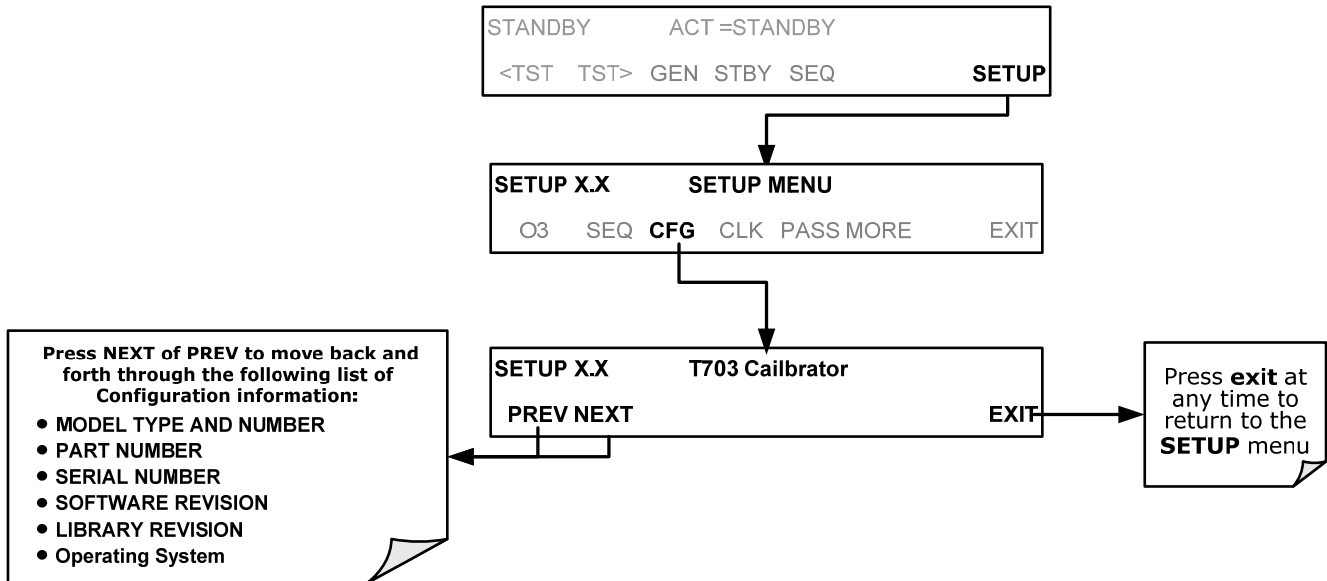 STANDBY ACT =STANDBY
<TST TST> GEN STBY SEQ SETUP
SETUP X.X SETUP MENU
O3 SEQ CFG CLK PASS MORE EXIT
SETUP X.X T703 Cailbrator
PREV NEXT EXIT
Press NEXT of PREV to move back and
forth through the following list of
Configuration information:
● MODEL TYPE AND NUMBER
● PART NUMBER
● SERIAL NUMBER
● SOFTWARE REVISION
● LIBRARY REVISION
● Operating System
Press exit at
any time to
return to the
SETUP menu